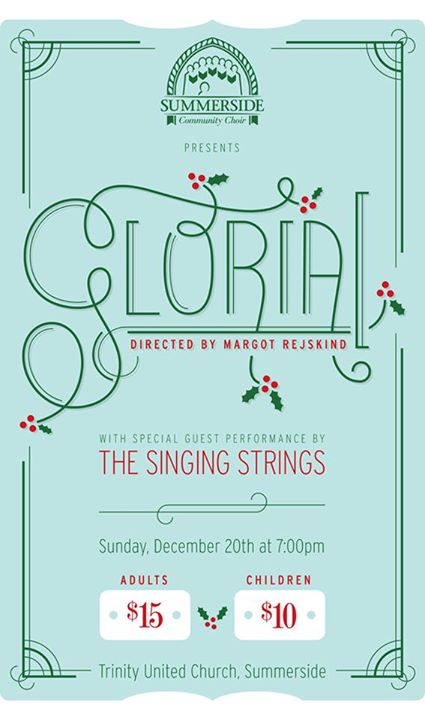 SUMMERSIDE
Community Choir
PRESENTS
GLORIA!
DIRECTED BY MARGOT REJSKIND
WITH SPECIAL GUEST PERFORMANCE BY
THE SINGING STRINGS
Sunday, December 20th at 7:00pm
ADULTS CHILDREN
$15 $10
Trinity United Church, Summerside